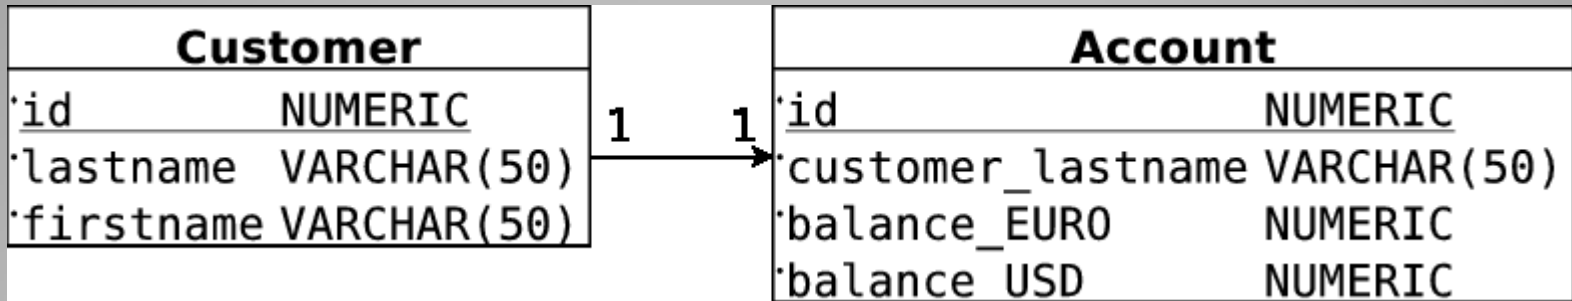 Customer
id NUMERIC
lastname VARCHAR(50)
firstname VARCHAR(50)
1 1
Account
id NUMERIC
customer_lastname VARCHAR(50)
balance_EURO NUMERIC
balance_USD NUMERIC